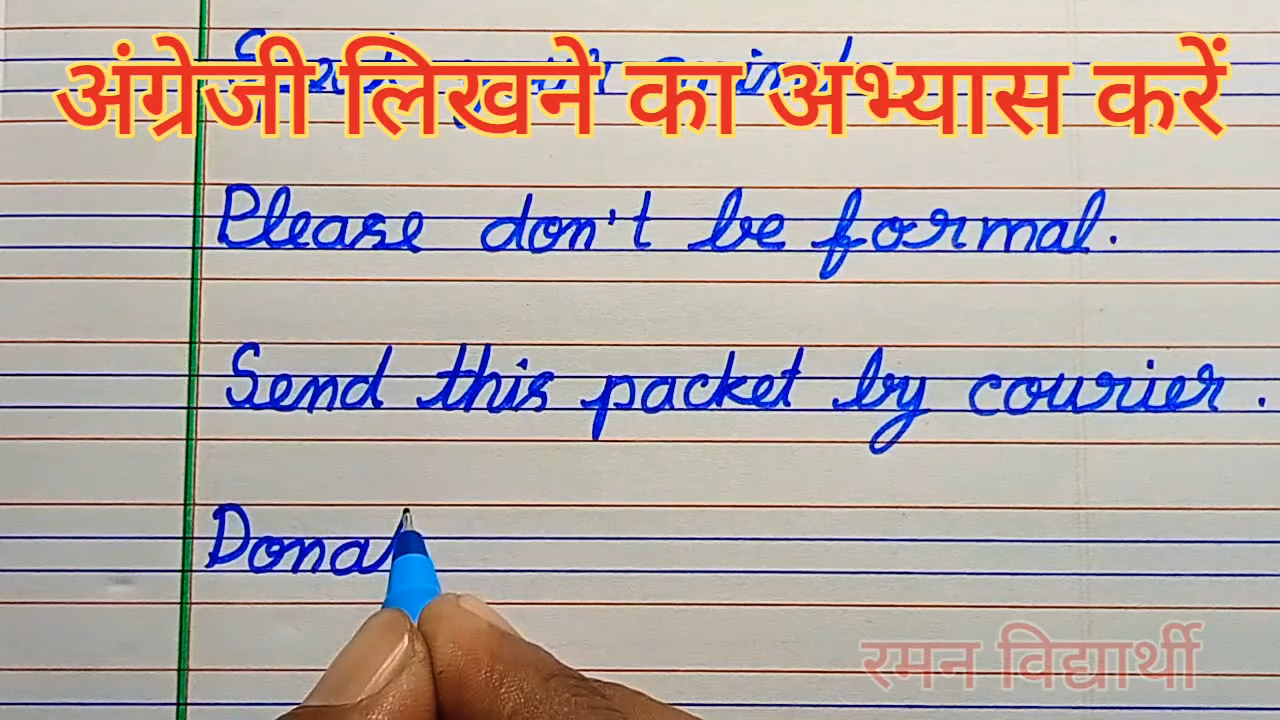 अंग्रेजी लिखने का अभ्यास करें
Please don't be formal.
Send this packet by courier.
Dona
रमन विद्यार्थी